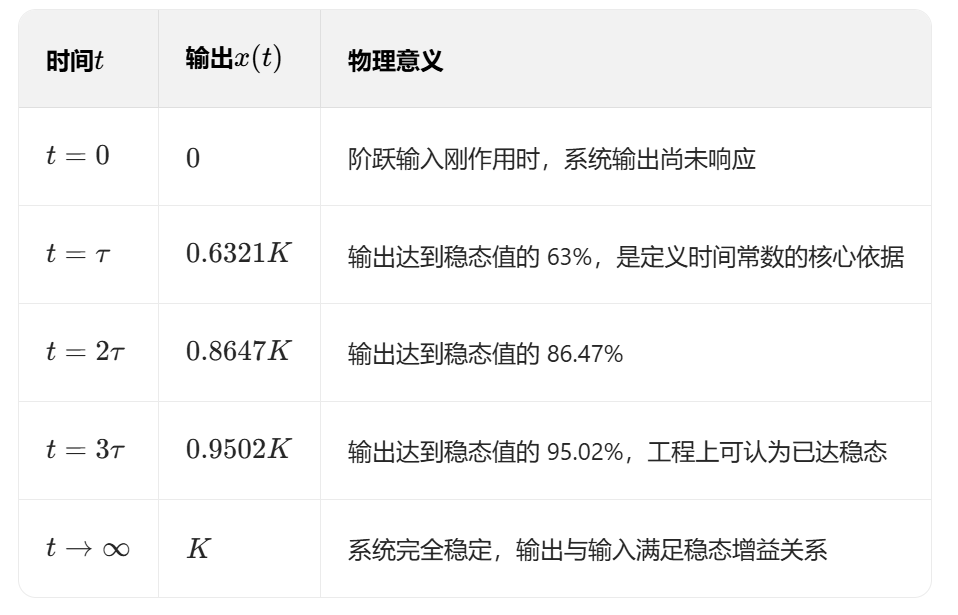 时间t 输出x(t) 物理意义
t = 0 0 阶跃输入刚作用时，系统输出尚未响应
t = τ 0.6321K 输出达到稳态值的 63%，是定义时间常数的核心依据
t = 2τ 0.8647K 输出达到稳态值的 86.47%
t = 3τ 0.9502K 输出达到稳态值的 95.02%，工程上可认为已达稳态
t → ∞ K 系统完全稳定，输出与输入满足稳态增益关系